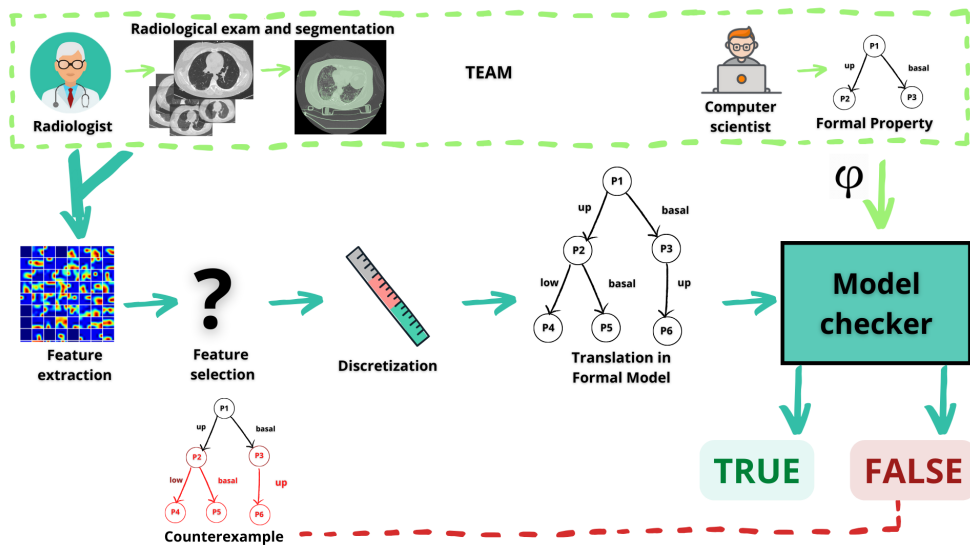 Radiological exam and segmentation
TEAM
Radiologist
Computer
scientist
P1
up
basal
P2
P3
Formal Property
φ
P1
up
basal
P2
P3
low
basal
up
P4
P5
P6
Translation in
Formal Model
Feature
extraction
?
Feature
selection
Discretization
Model
checker
TRUE
FALSE
P1
up
basal
P2
P3
low
basal
up
P4
P5
P6
Counterexample